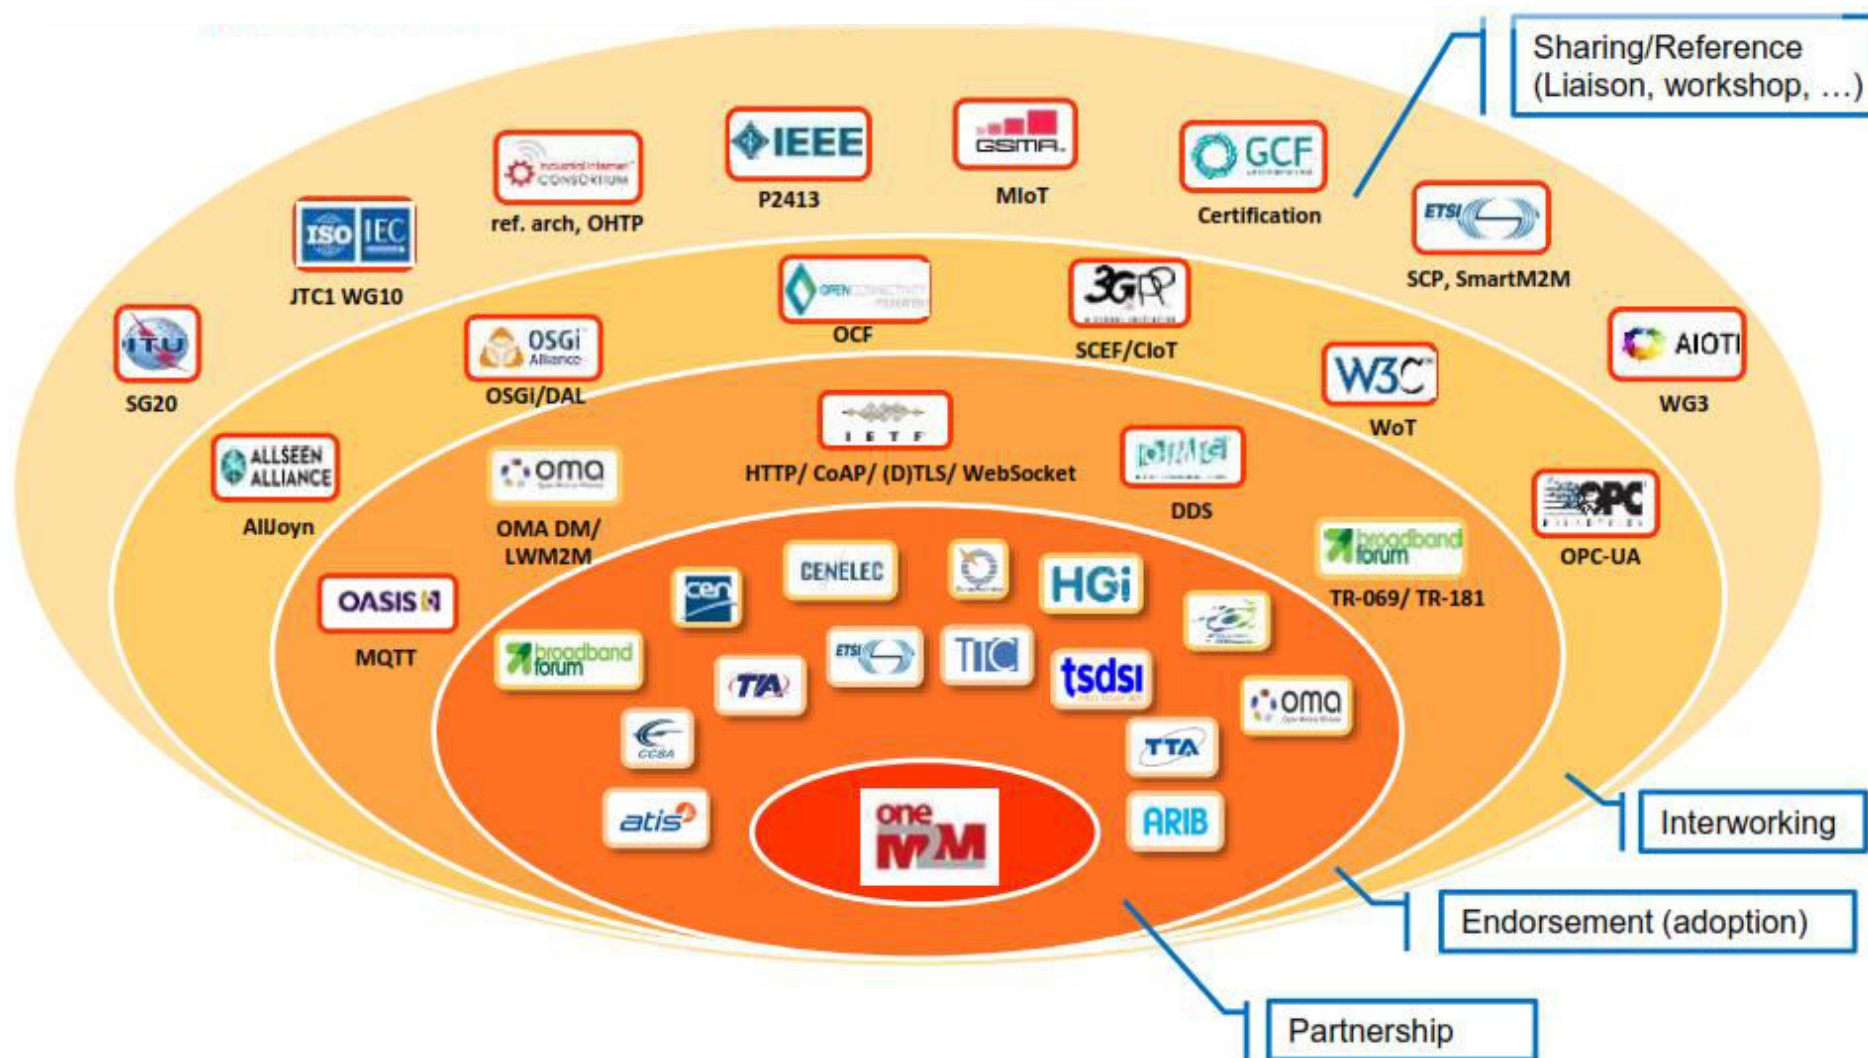 Sharing/Reference
(Liaison, workshop, …)
IEEE
P2413
GSMA
MIoT
GCF
Certification
Industrial Internet
CONSORTIUM
ref. arch, OHTP
ISO IEC
JTC1 WG10
ETSI
SCP, SmartM2M
ITU
SG20
AIOTI
WG3
OPEN CONNECTIVITY
OCF
3GPP
SCEF/CIoT
OSGi
Alliance
OSGi/DAL
W3C
WoT
ALLSEEN
ALLIANCE
AllJoyn
OPC
OPC-UA
I E T F
HTTP/ CoAP/ (D)TLS/ WebSocket
OMG
DDS
oma
OMA DM/
LWM2M
broadband
forum
TR-069/ TR-181
OASIS
MQTT
cen
CENELEC
HGi
broadband
forum
TIA
ETSI
TTC
tsdsi
oma
CCSA
TTA
atis
ARIB
one
M2M
Interworking
Endorsement (adoption)
Partnership